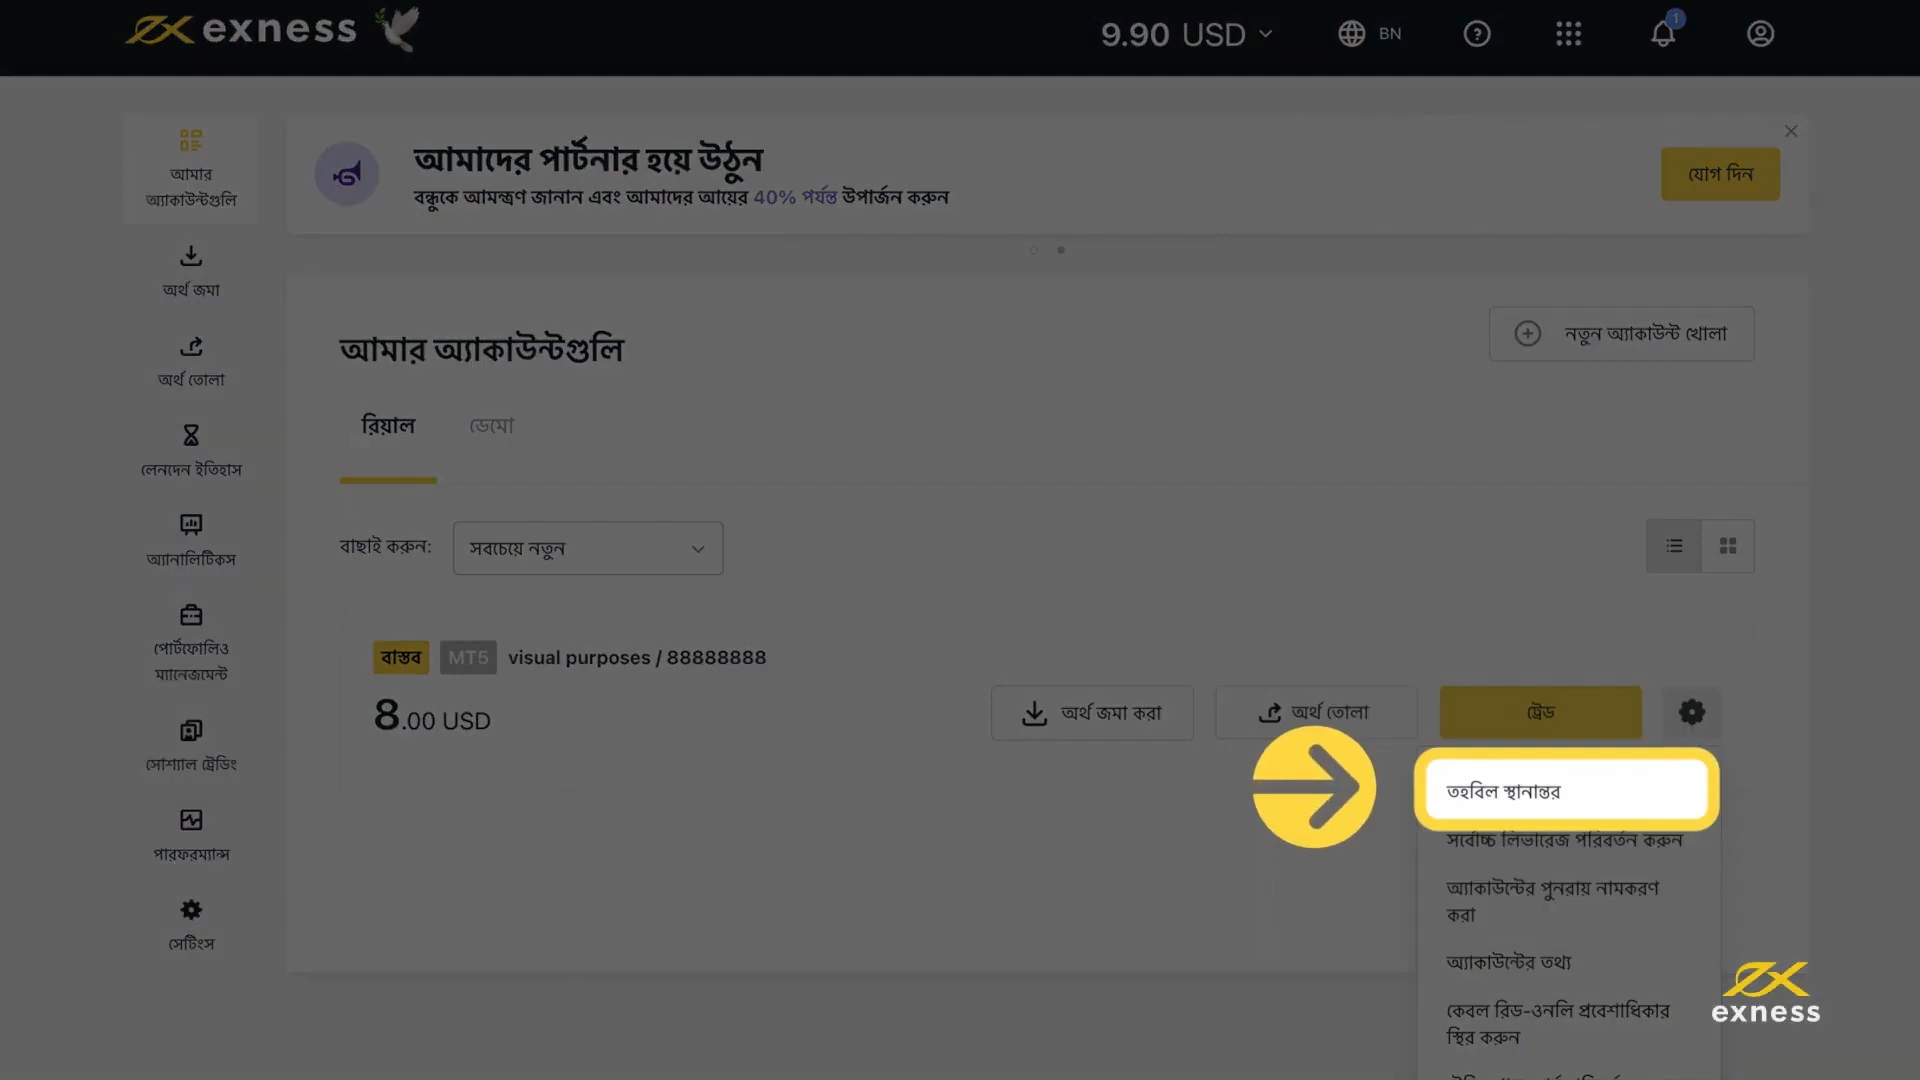 exness
9.90 USD
BN
1
আমার
অ্যাকাউন্টগুলি
অর্থ জমা
অর্থ তোলা
লেনদেন ইতিহাস
অ্যানালিটিকস
পোর্টফোলিও
ম্যানেজমেন্ট
সোশ্যাল ট্রেডিং
পারফরম্যান্স
সেটিংস
আমাদের পার্টনার হয়ে উঠুন
বন্ধুকে আমন্ত্রণ জানান এবং আমাদের আয়ের 40% পর্যন্ত উপার্জন করুন
যোগ দিন
আমার অ্যাকাউন্টগুলি
নতুন অ্যাকাউন্ট খোলা
রিয়াল
ডেমো
বাছাই করুন:
সবচেয়ে নতুন
বাস্তব MT5 visual purposes / 88888888
8.00 USD
অর্থ জমা করা
অর্থ তোলা
ট্রেড
তহবিল স্থানান্তর
সর্বোচ্চ লিভারেজ পরিবর্তন করুন
অ্যাকাউন্টের পুনরায় নামকরণ
করা
অ্যাকাউন্টের তথ্য
কেবল রিড-ওনলি প্রবেশাধিকার
স্থির করুন
exness